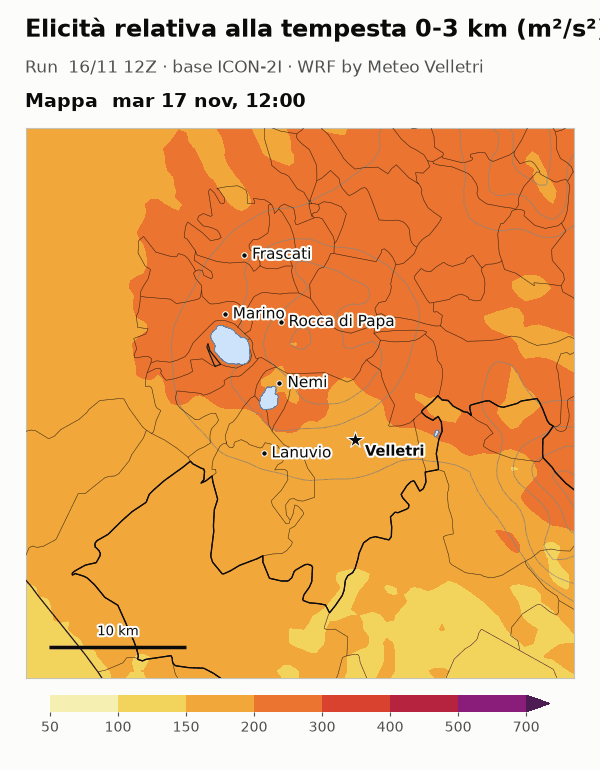 Elicità relativa alla tempesta 0-3 km (m²/s²)
Run 16/11 12Z · base ICON-2I · WRF by Meteo Velletri
Mappa mar 17 nov, 12:00
Frascati
Marino
Rocca di Papa
Nemi
Velletri
Lanuvio
10 km
50 100 150 200 300 400 500 700